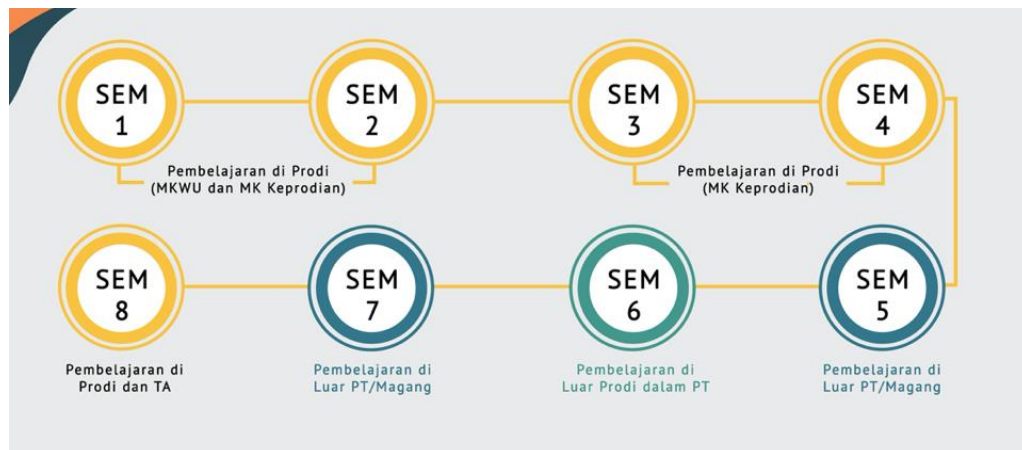 SEM
1
SEM
2
SEM
3
SEM
4
Pembelajaran di Prodi
(MKWU dan MK Keprodian)
Pembelajaran di Prodi
(MK Keprodian)
SEM
8
SEM
7
SEM
6
SEM
5
Pembelajaran di
Prodi dan TA
Pembelajaran di
Luar PT/Magang
Pembelajaran di
Luar Prodi dalam PT
Pembelajaran di
Luar PT/Magang